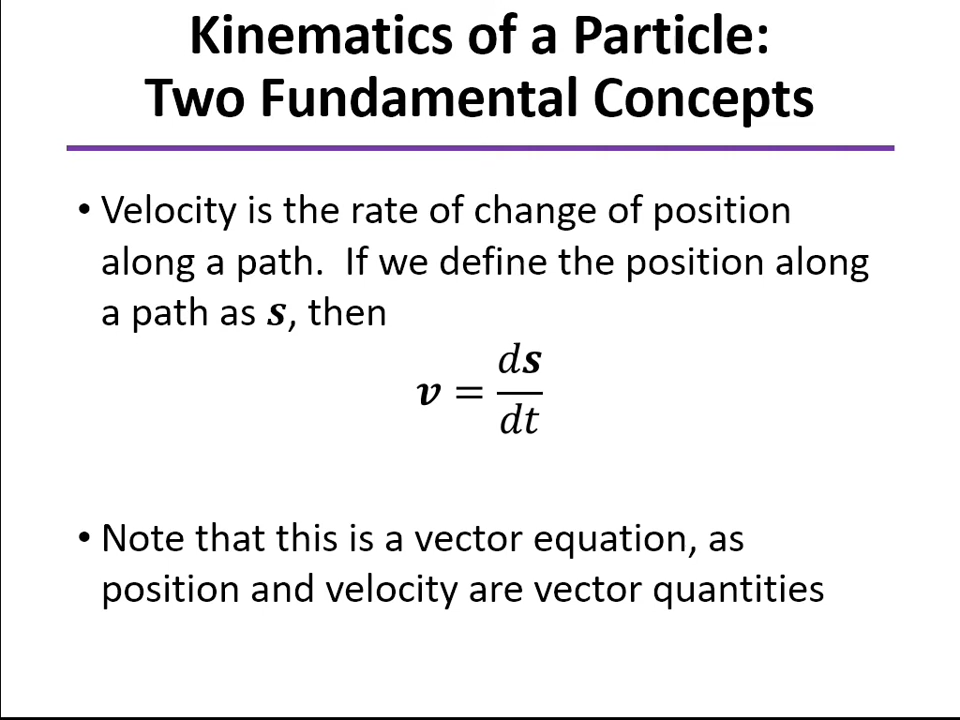 Kinematics of a Particle:
Two Fundamental Concepts
• Velocity is the rate of change of position
along a path.  If we define the position along
a path as s, then
v = ds/dt
• Note that this is a vector equation, as
position and velocity are vector quantities